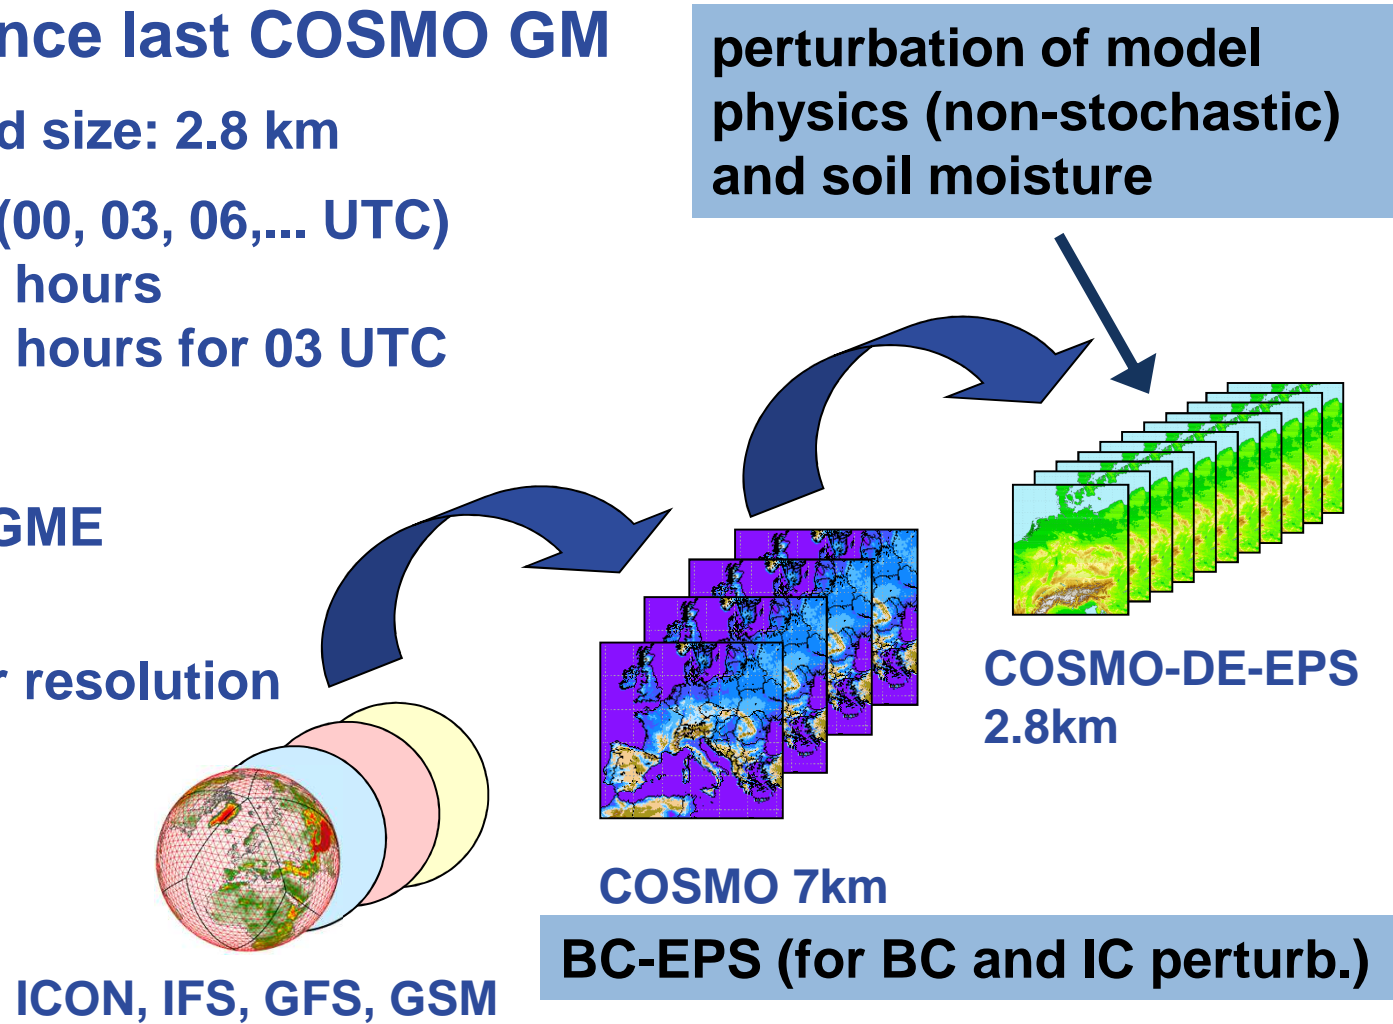 nce last COSMO GM
d size: 2.8 km
(00, 03, 06,... UTC)
hours
hours for 03 UTC
GME
r resolution
perturbation of model
physics (non-stochastic)
and soil moisture
COSMO-DE-EPS
2.8km
COSMO 7km
BC-EPS (for BC and IC perturb.)
ICON, IFS, GFS, GSM